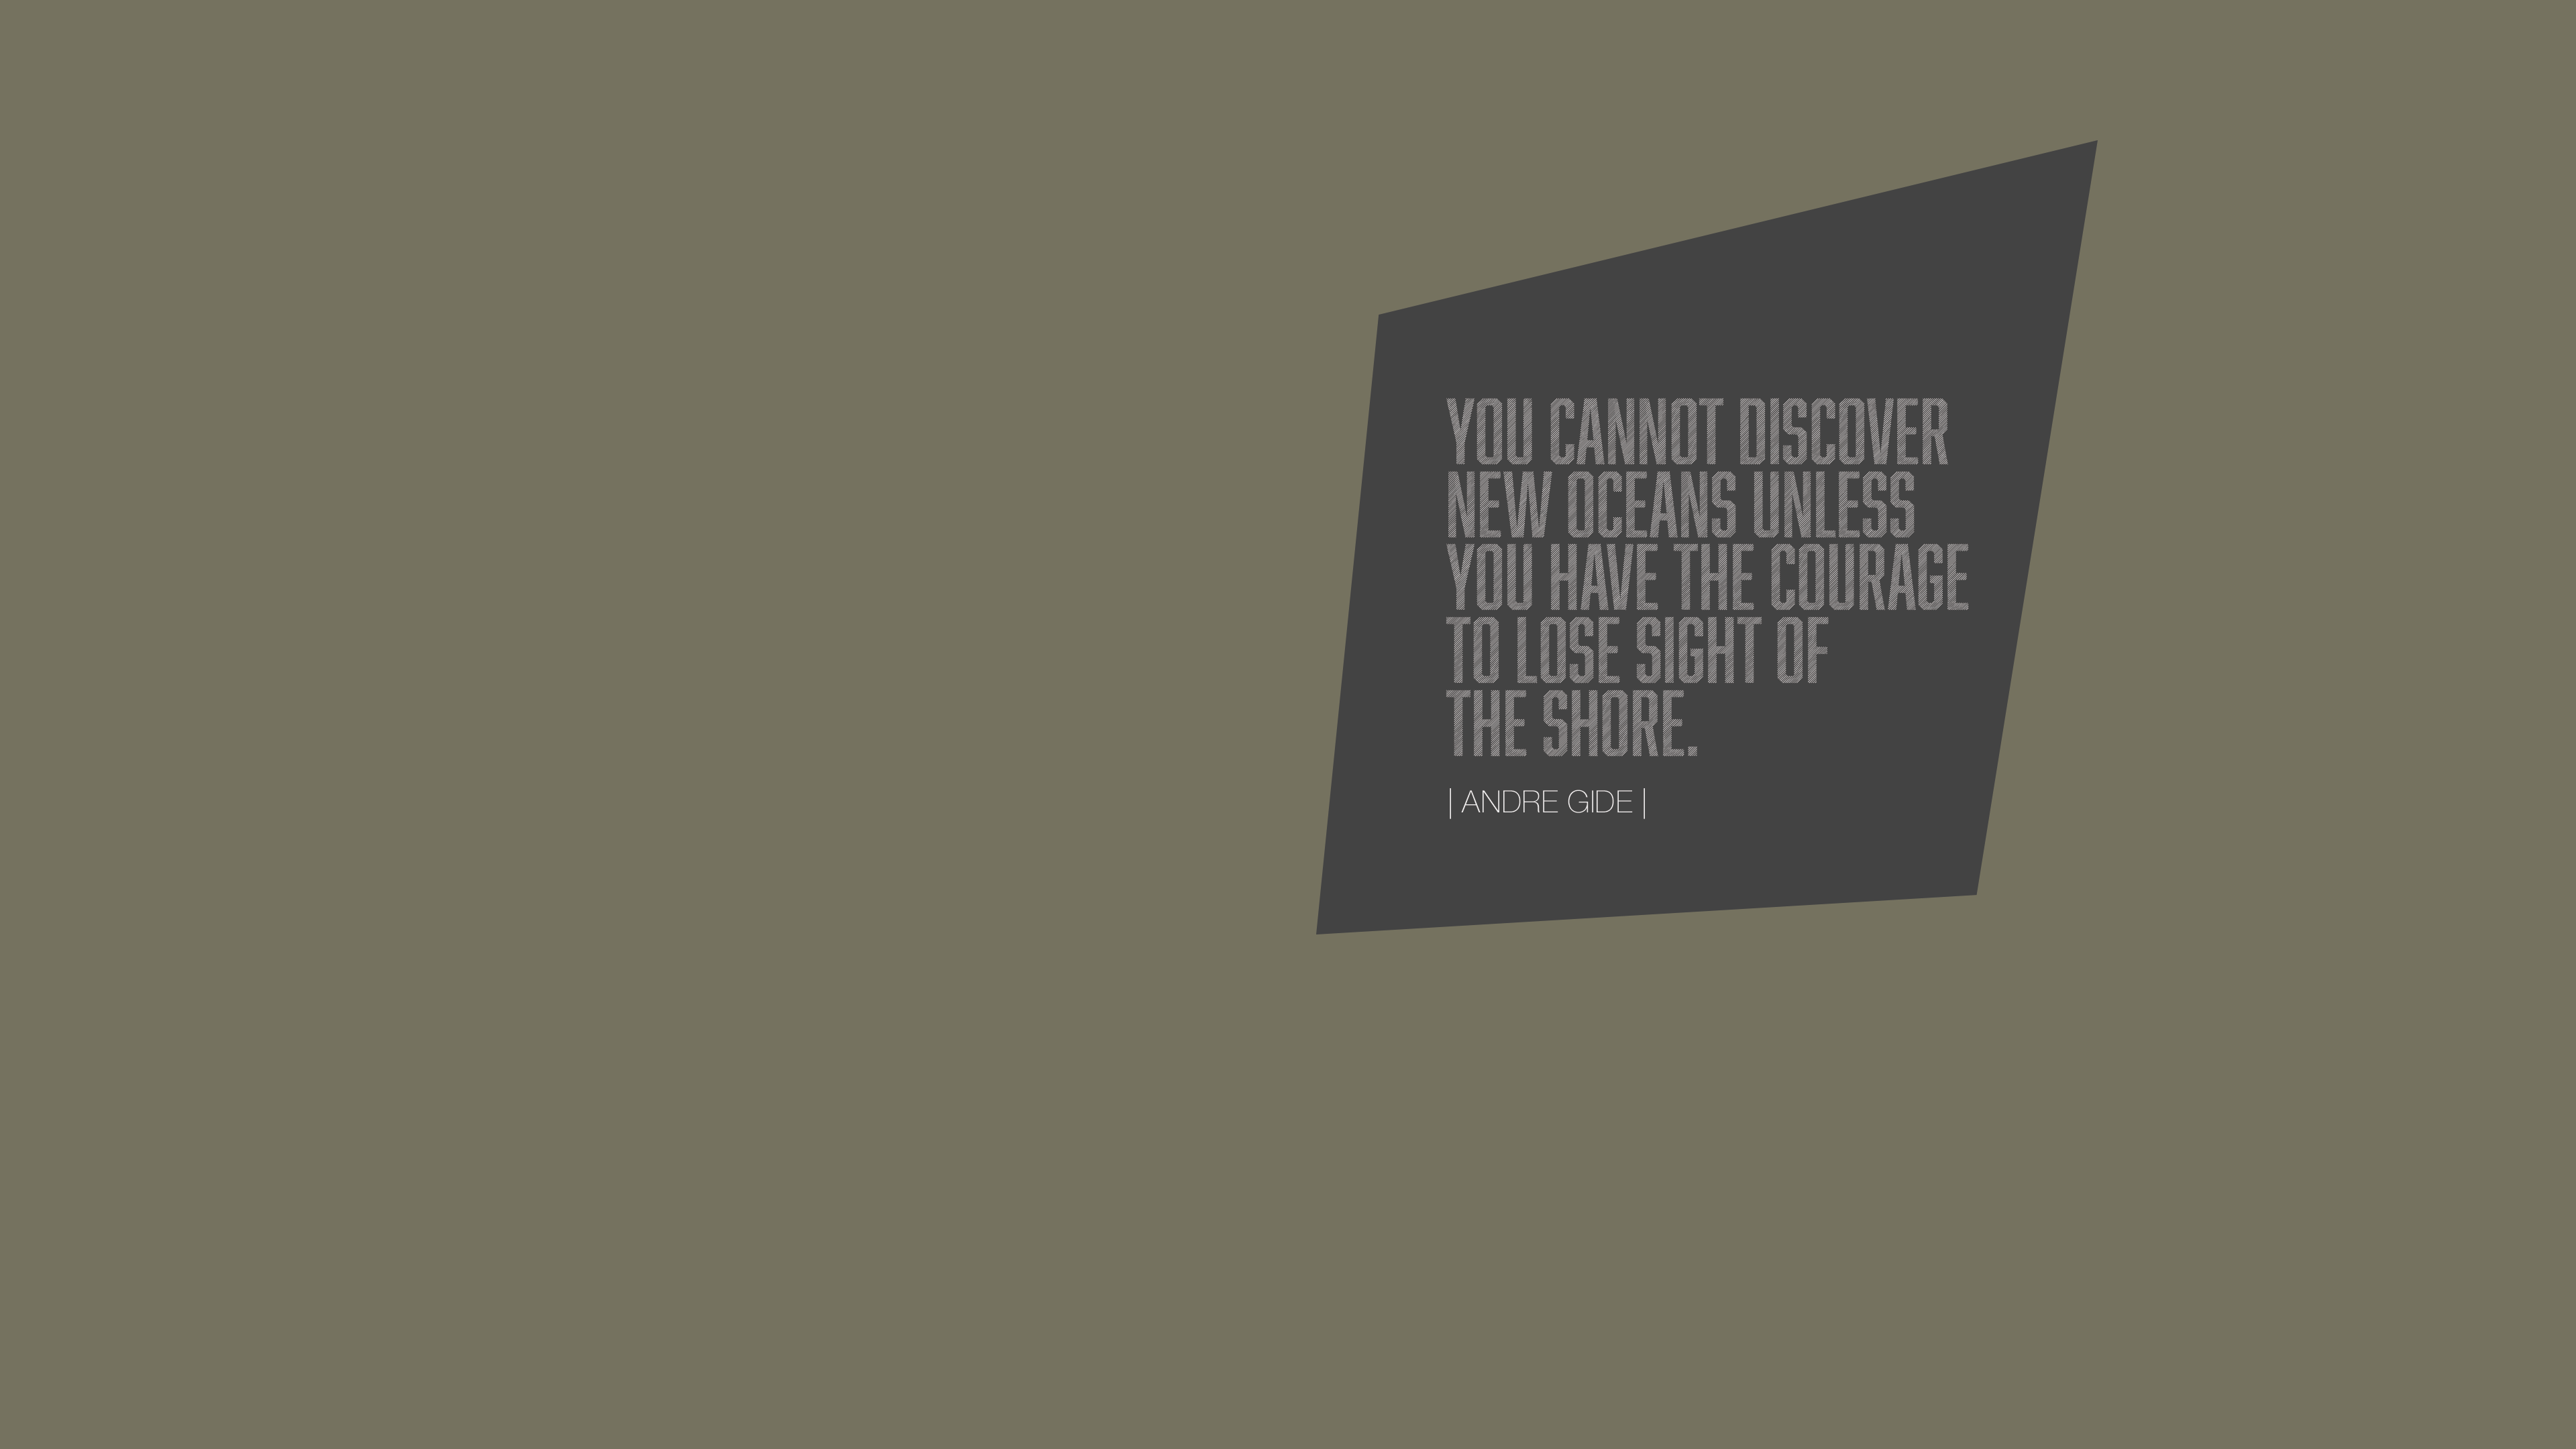 YOU CANNOT DISCOVER
NEW OCEANS UNLESS
YOU HAVE THE COURAGE
TO LOSE SIGHT OF
THE SHORE.
| ANDRE GIDE |